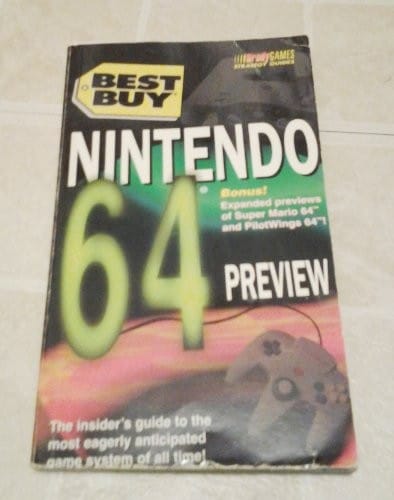 BradyGAMES
STRATEGY GUIDES
BEST
BUY
NINTENDO®
64
Bonus!
Expanded previews
of Super Mario 64™
and PilotWings 64™!
PREVIEW
The insider's guide to the
most eagerly anticipated
game system of all time!